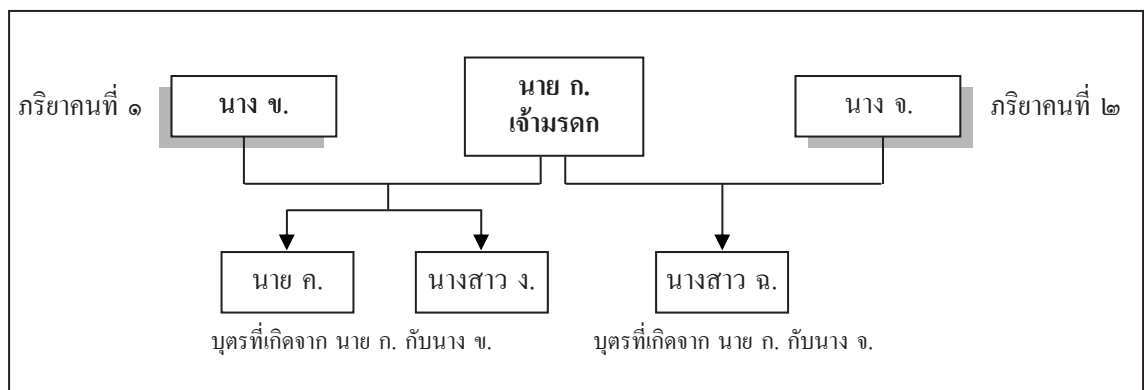 ภริยาคนที่ ๑
นาง ข.
นาย ก.
เจ้ามรดก
นาง จ.
ภริยาคนที่ ๒
นาย ค.
นางสาว ง.
นางสาว ฉ.
บุตรที่เกิดจาก นาย ก. กับนาง ข.
บุตรที่เกิดจาก นาย ก. กับนาง จ.